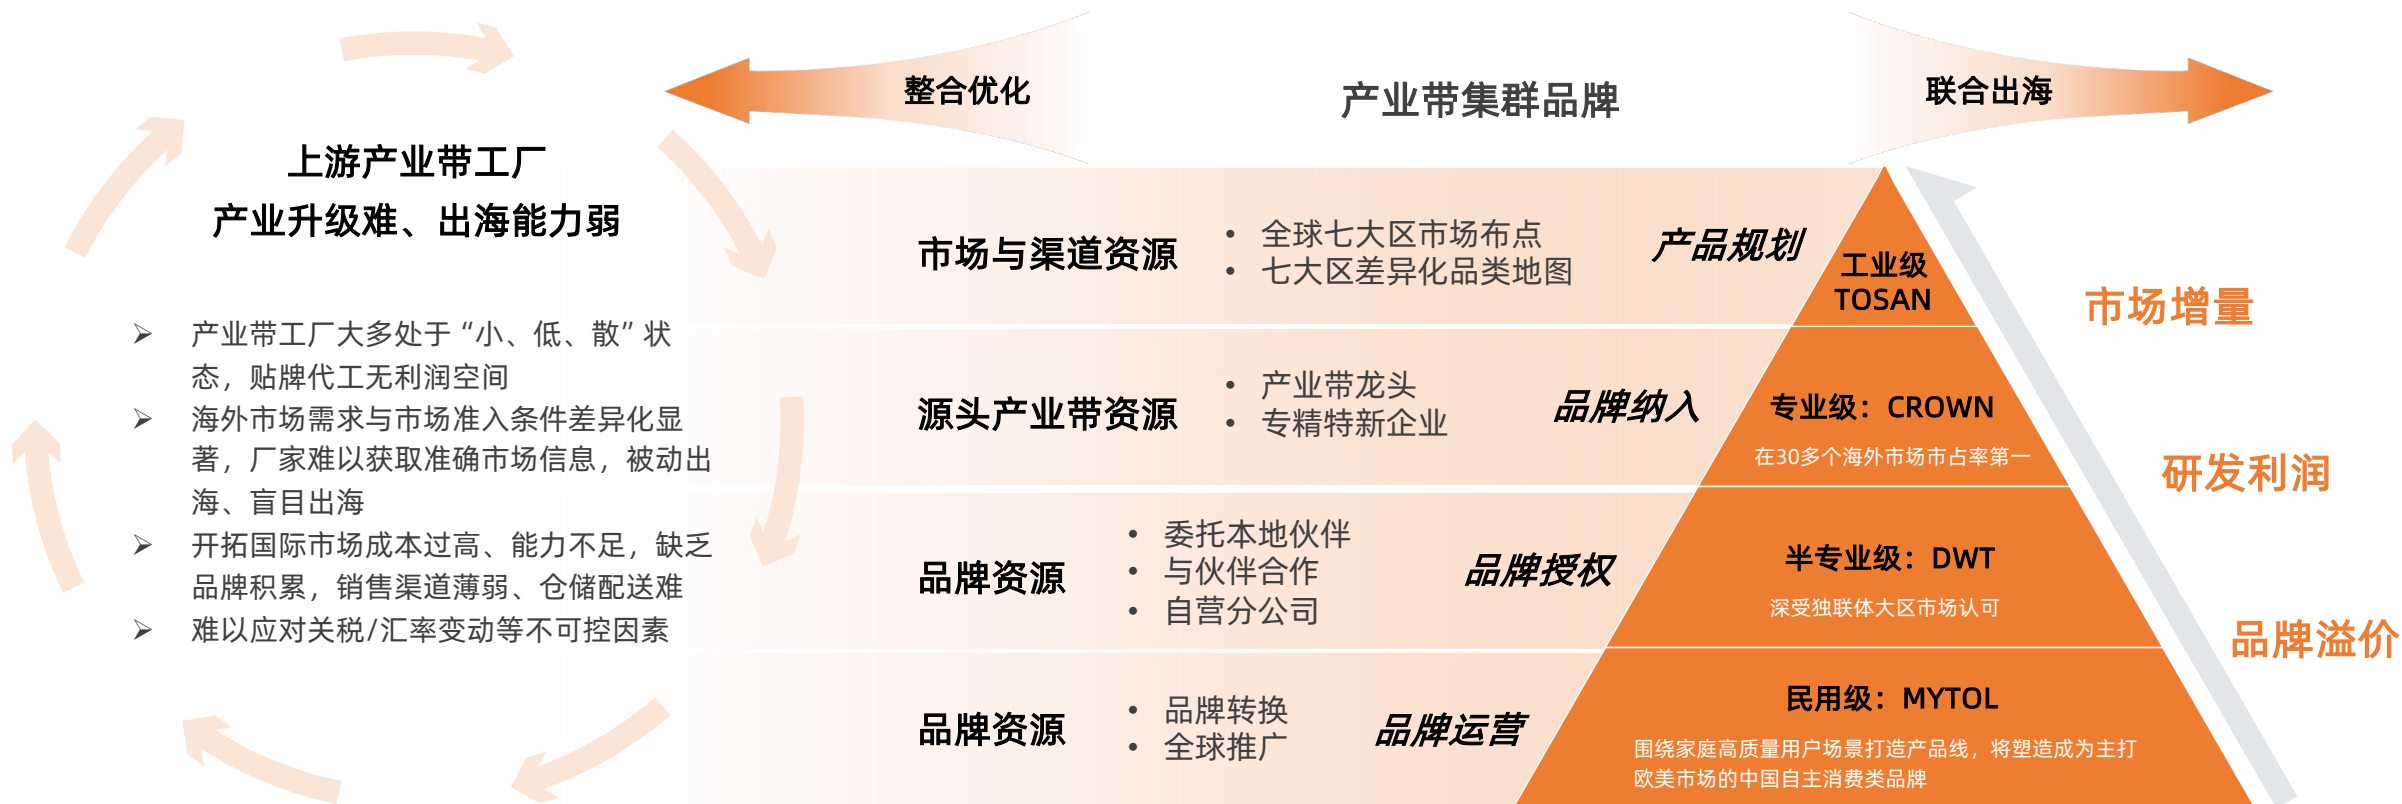 整合优化
产业带集群品牌
联合出海
上游产业带工厂
产业升级难、出海能力弱
➢ 产业带工厂大多处于“小、低、散”状
态，贴牌代工无利润空间
➢ 海外市场需求与市场准入条件差异化显
著，厂家难以获取准确市场信息，被动出
海、盲目出海
➢ 开拓国际市场成本过高、能力不足，缺乏
品牌积累，销售渠道薄弱、仓储配送难
➢ 难以应对关税/汇率变动等不可控因素
市场与渠道资源
• 全球七大区市场布点
• 七大区差异化品类地图
产品规划
工业级
TOSAN
源头产业带资源
• 产业带龙头
• 专精特新企业
品牌纳入
专业级：CROWN
在30多个海外市场市占率第一
品牌资源
• 委托本地伙伴
• 与伙伴合作
• 自营分公司
品牌授权
半专业级：DWT
深受独联体大区市场认可
品牌资源
• 品牌转换
• 全球推广
品牌运营
民用级：MYTOL
围绕家庭高质量用户场景打造产品线，将塑造成为主打
欧美市场的中国自主消费类品牌
市场增量
研发利润
品牌溢价